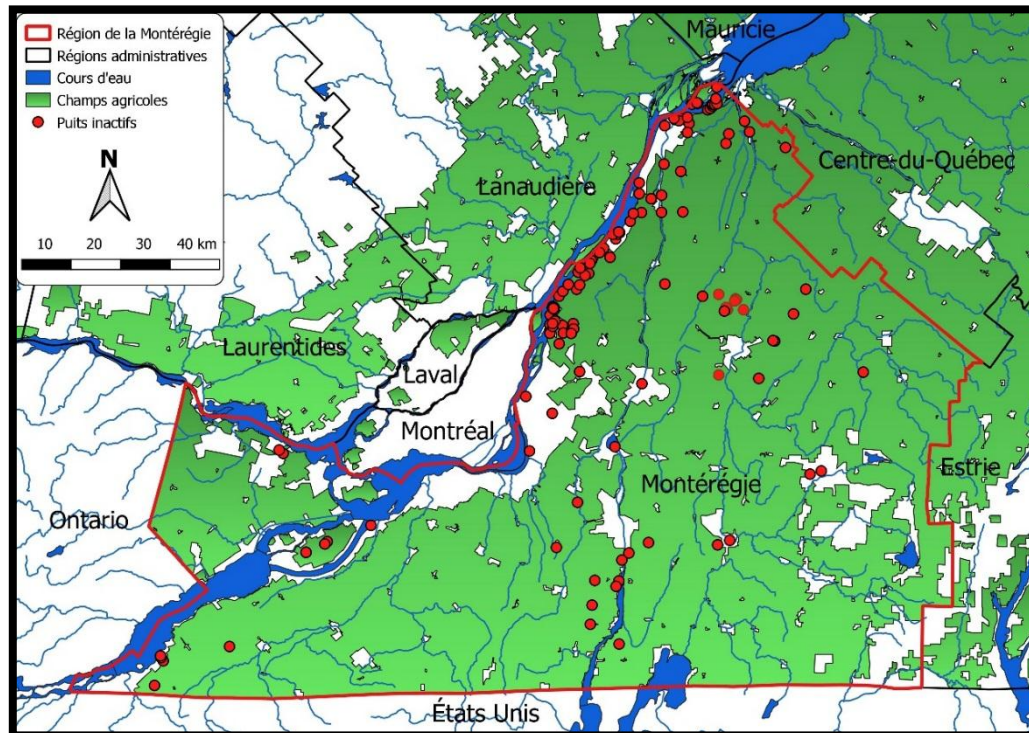 Région de la Montérégie
Régions administratives
Cours d'eau
Champs agricoles
Puits inactifs
N
10 20 30 40 km
Mauricie
Centre-du-Québec
Lanaudière
Laurentides
Laval
Montréal
Montérégie
Estrie
Ontario
États Unis